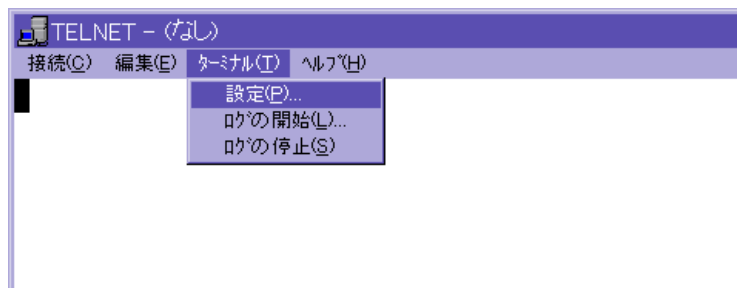 TELNET - (なし)
接続(C) 編集(E) ﾀｰﾐﾅﾙ(T) ﾍﾙﾌﾟ(H)
設定(P)...
ﾛｸﾞの開始(L)...
ﾛｸﾞの停止(S)